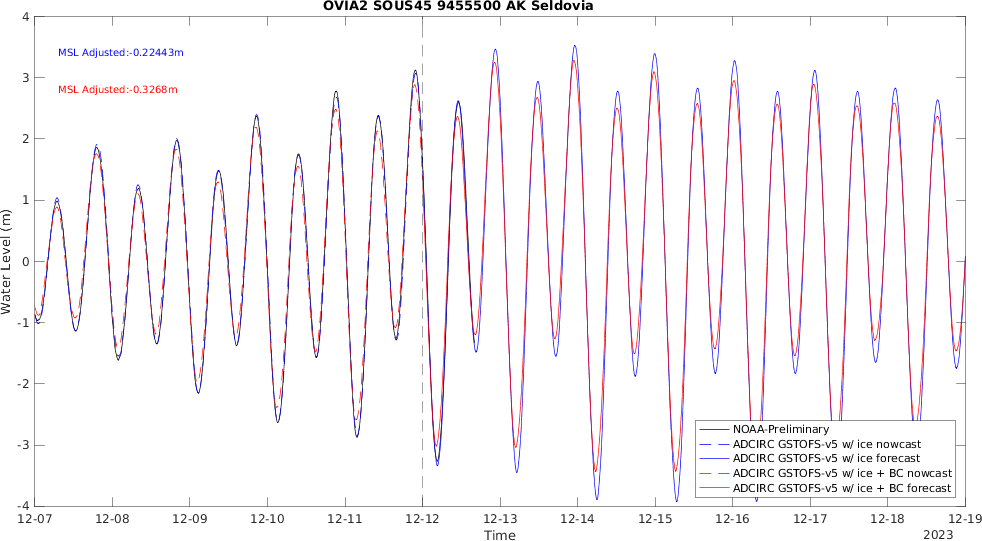 OVIA2 SOUS45 9455500 AK Seldovia
MSL Adjusted:-0.22443m
MSL Adjusted:-0.3268m
Water Level (m)
4
3
2
1
0
-1
-2
-3
-4
NOAA-Preliminary
ADCIRC GSTOFS-v5 w/ ice nowcast
ADCIRC GSTOFS-v5 w/ ice forecast
ADCIRC GSTOFS-v5 w/ ice + BC nowcast
ADCIRC GSTOFS-v5 w/ ice + BC forecast
12-07 12-08 12-09 12-10 12-11 12-12 12-13 12-14 12-15 12-16 12-17 12-18 12-19
Time
2023